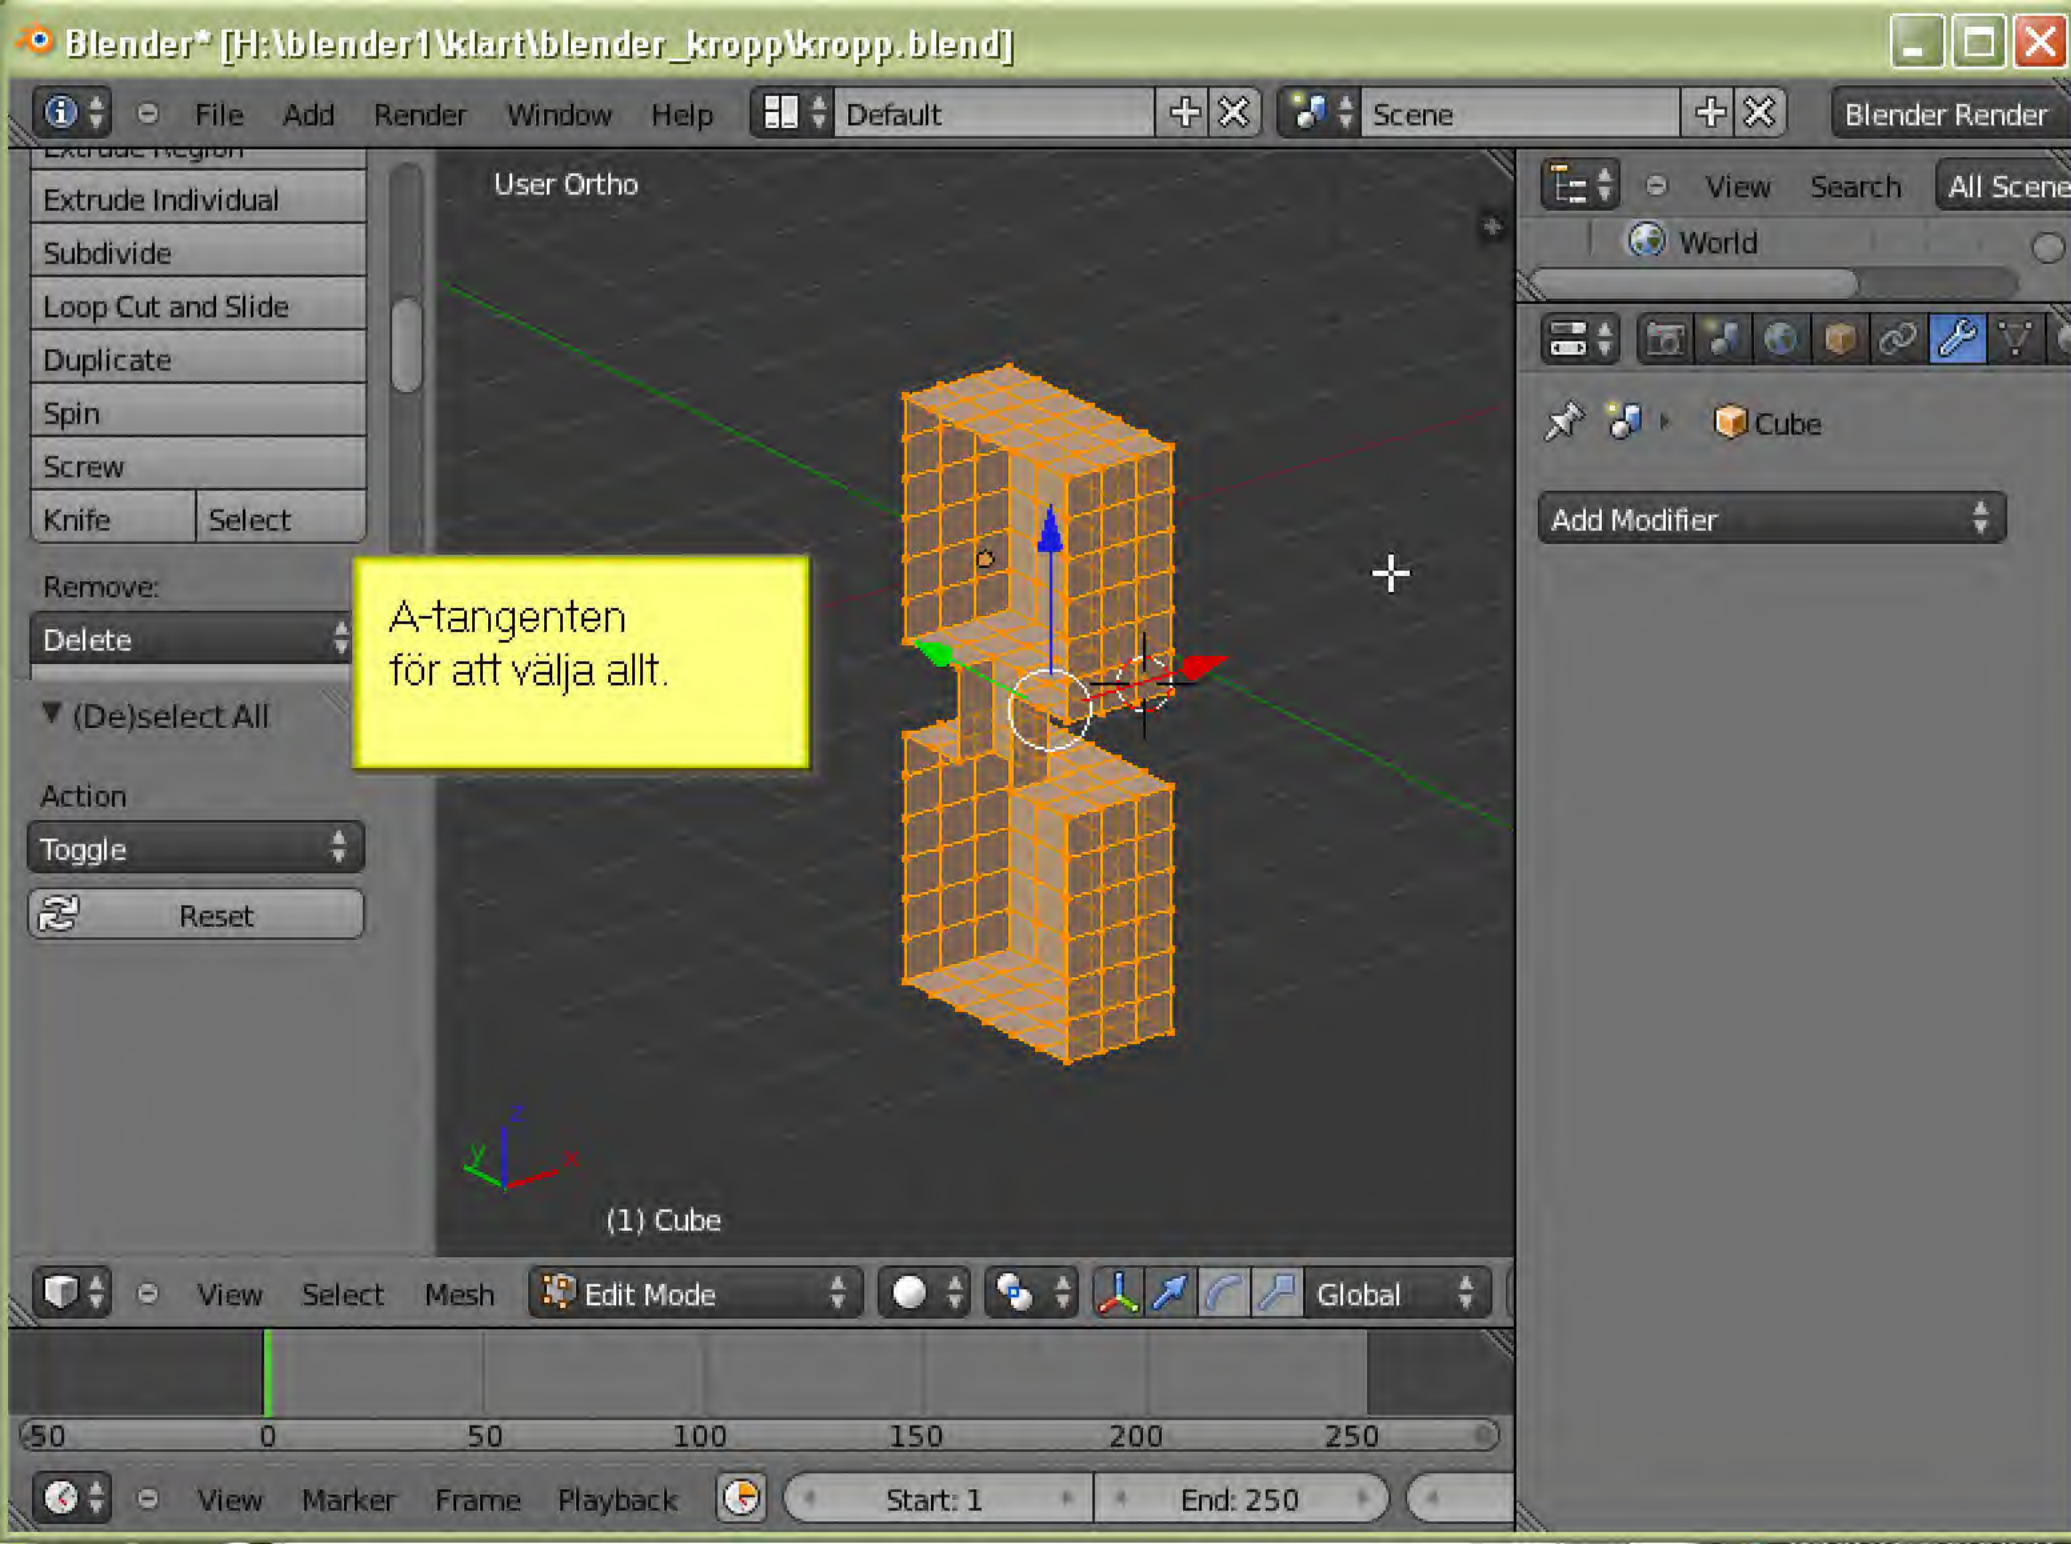 Blender* [H:\blender1\klart\blender_kropp\kropp.blend]
File Add Render Window Help Default Scene Blender Render
Extrude Region
Extrude Individual
Subdivide
Loop Cut and Slide
Duplicate
Spin
Screw
Knife Select
Remove:
Delete
(De)select All
Action
Toggle
Reset
User Ortho
A-tangenten
för att välja allt.
z
y x
(1) Cube
View Search All Scene
World
Cube
Add Modifier
View Select Mesh Edit Mode Global
-50 0 50 100 150 200 250
View Marker Frame Playback Start: 1 End: 250